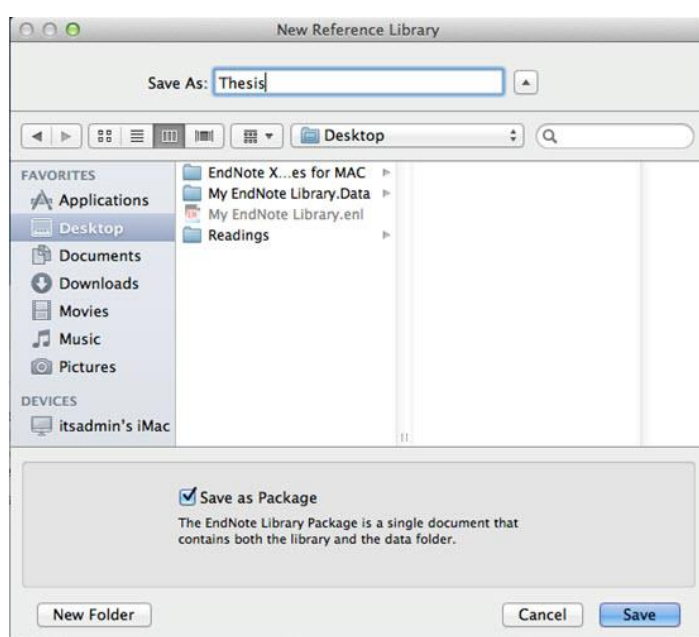 New Reference Library
Save As: Thesis
Desktop
FAVORITES
Applications
Desktop
Documents
Downloads
Movies
Music
Pictures
DEVICES
itsadmin's iMac
EndNote X...es for MAC
My EndNote Library.Data
My EndNote Library.enl
Readings
Save as Package
The EndNote Library Package is a single document that
contains both the library and the data folder.
New Folder
Cancel
Save